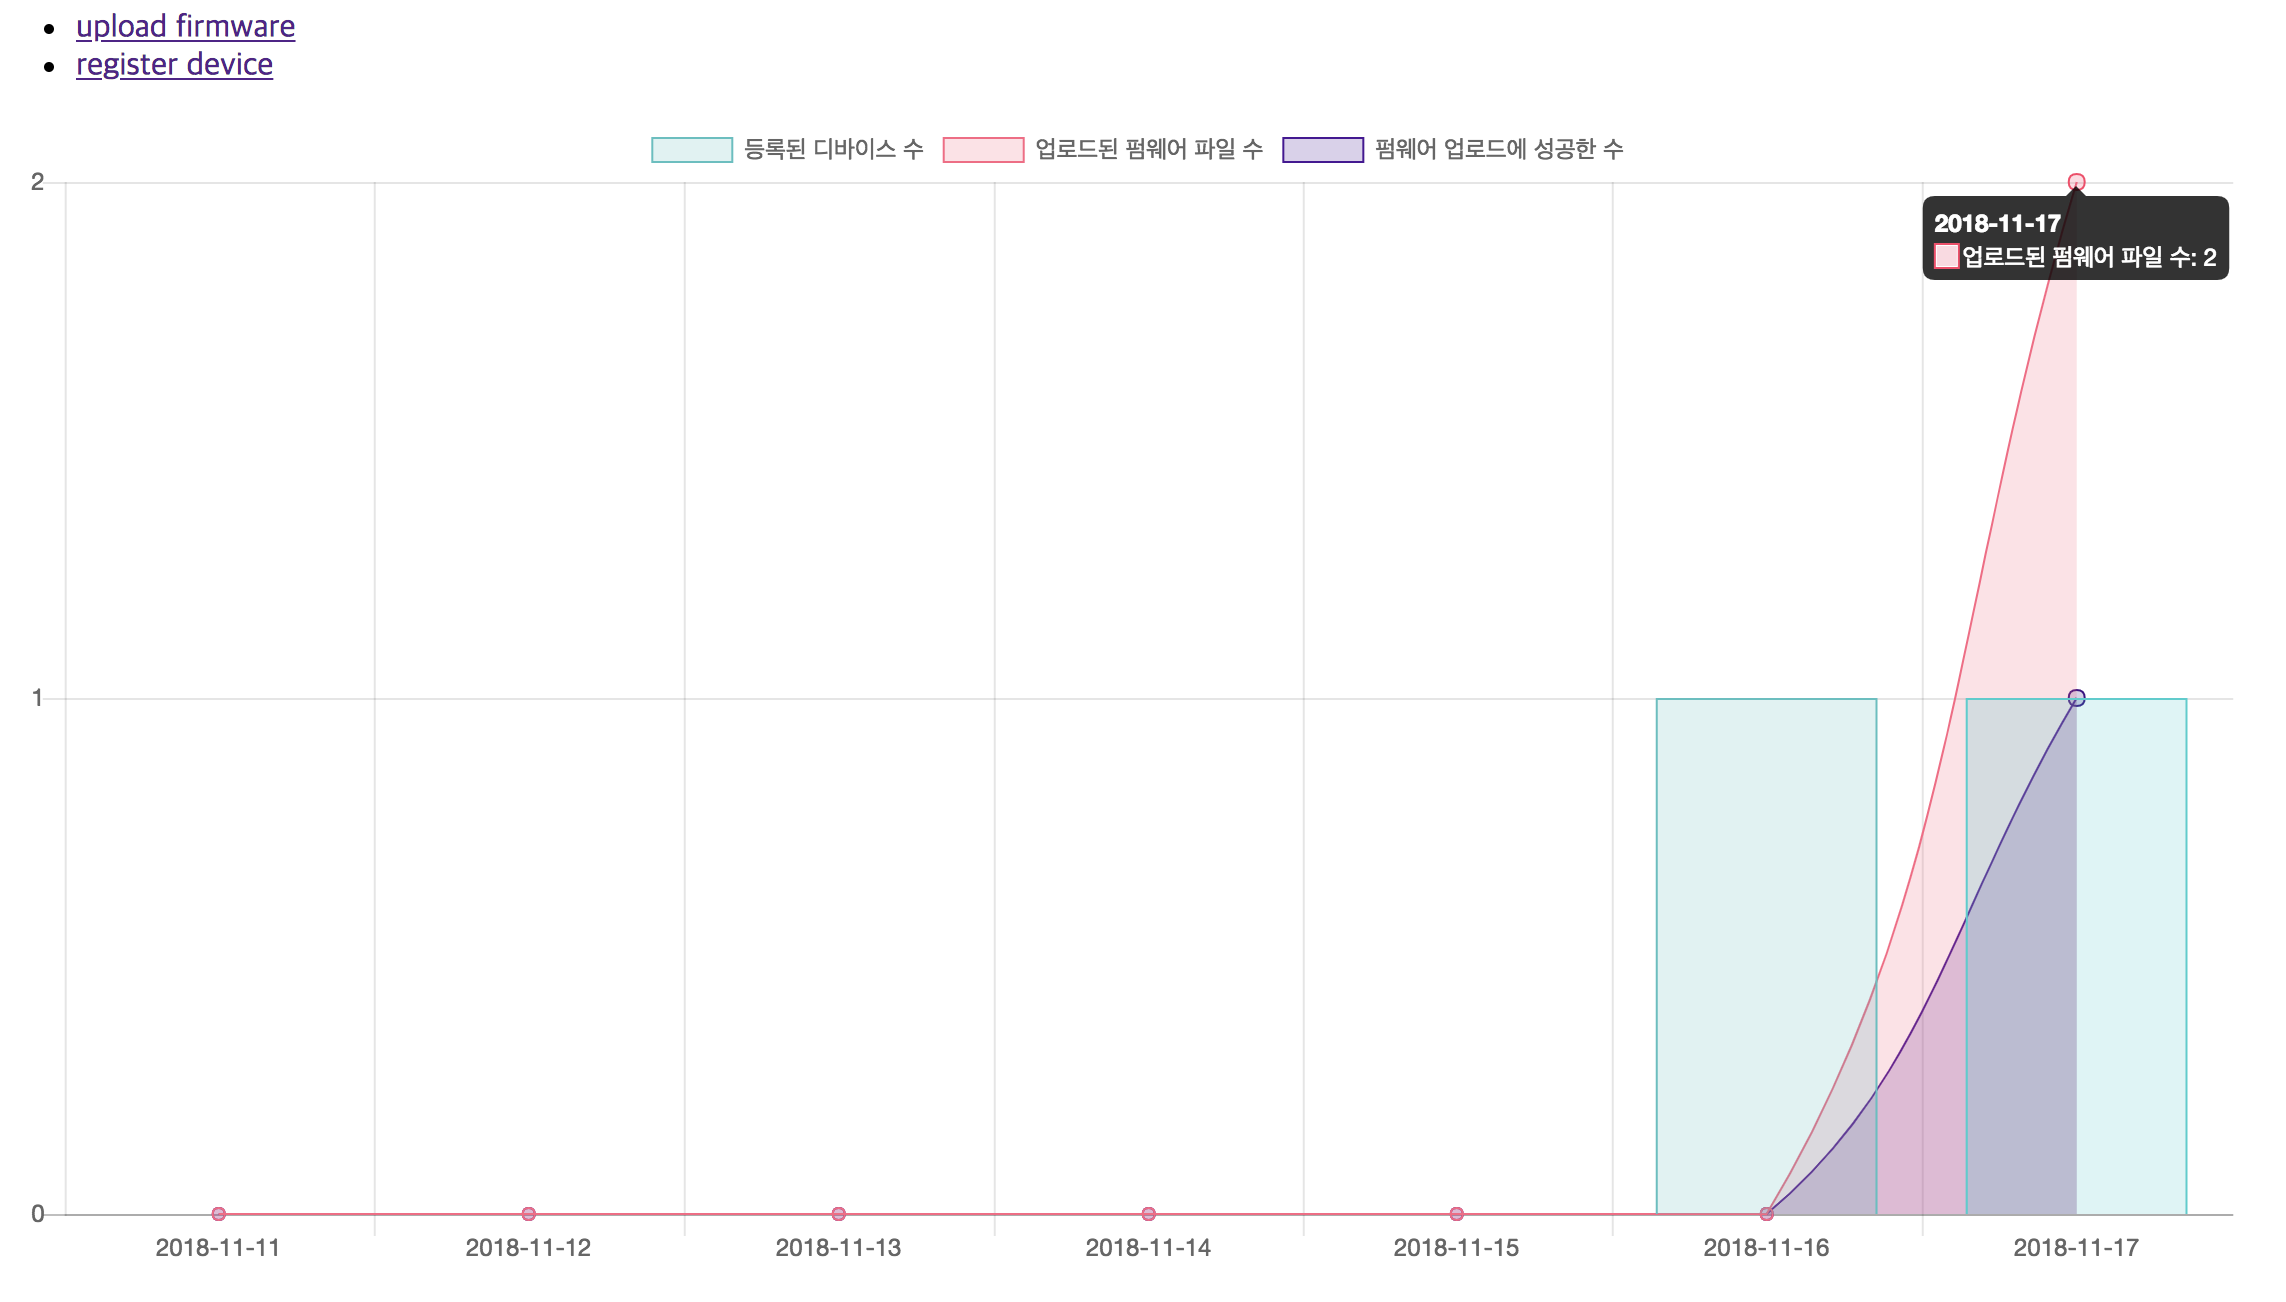 upload firmware
register device
등록된 디바이스 수 업로드된 펌웨어 파일 수 펌웨어 업로드에 성공한 수
2
2018-11-17
업로드된 펌웨어 파일 수: 2
1
0
2018-11-11 2018-11-12 2018-11-13 2018-11-14 2018-11-15 2018-11-16 2018-11-17